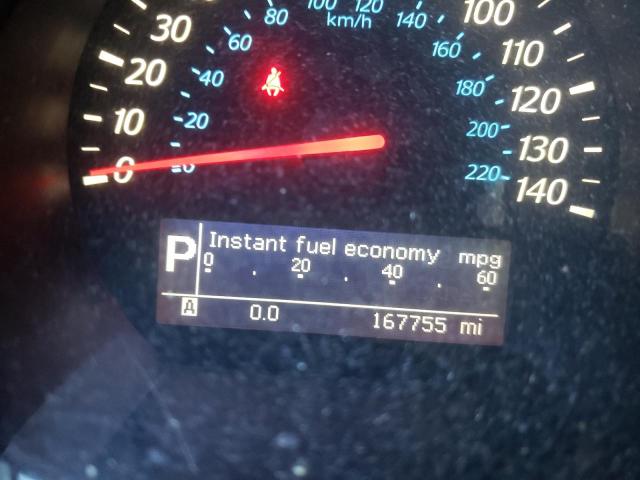 100 120
80 km/h 140 100
30 60 160 110
20 40 180 120
10 20 200 130
0 0 220 140
P Instant fuel economy mpg
0 20 40 60
A 0.0 167755 mi